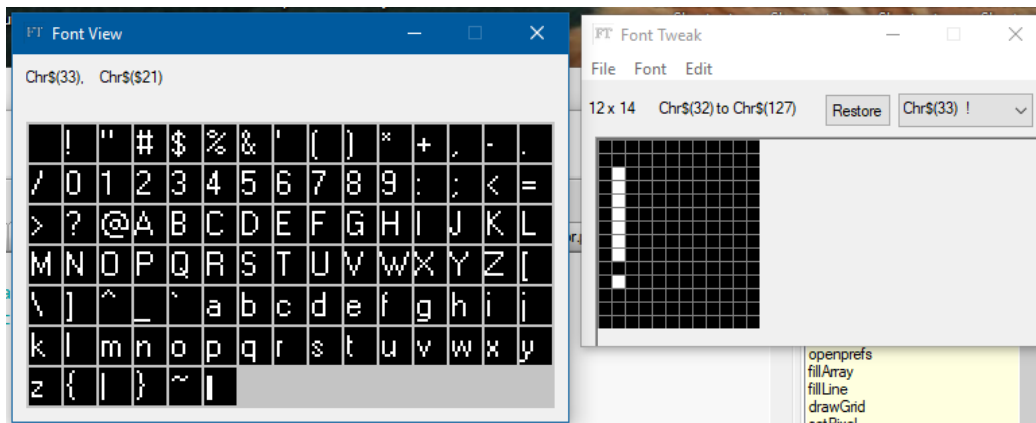 FT Font View
Chr$(33), Chr$($21)
! " # $ % & ' ( ) * + , - .
/ 0 1 2 3 4 5 6 7 8 9 : ; < =
> ? @ A B C D E F G H I J K L
M N O P Q R S T U V W X Y Z [
\ ] ^ _ ` a b c d e f g h i j
k l m n o p q r s t u v w x y
z { | } ~
FT Font Tweak
File Font Edit
12 x 14 Chr$(32) to Chr$(127) Restore Chr$(33) !
openprefs
fillArray
fillLine
drawGrid